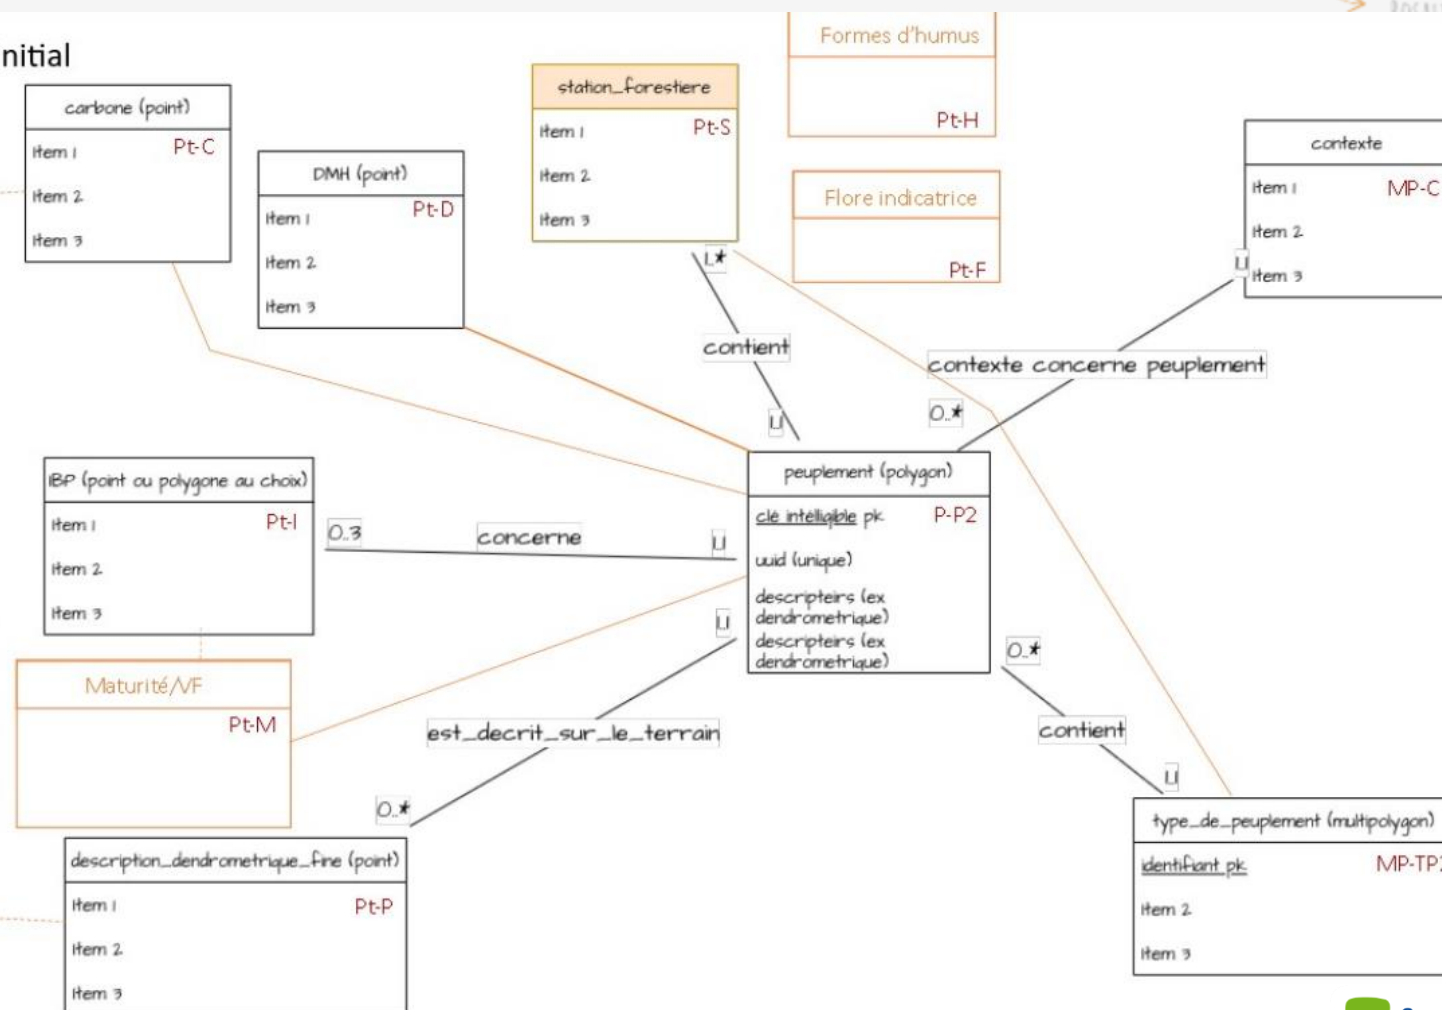 nitial
Formes d'humus
Pt-H
station_forestiere
Item 1
Pt-S
Item 2
Item 3
carbone (point)
Item 1
Pt-C
Item 2
Item 3
DMH (point)
Item 1
Pt-D
Item 2
Item 3
Flore indicatrice
Pt-F
contexte
Item 1
MP-C
Item 2
Item 3
1..*
contient
1..1
1..1
contexte concerne peuplement
0..*
IBP (point ou polygone au choix)
Item 1
Pt-I
Item 2
Item 3
0..3
concerne
1..1
peuplement (polygon)
clé intelligible pk
P-P2
uuid (unique)
descripteirs (ex
dendrometrique)
descripteirs (ex
dendrometrique)
Maturité/VF
Pt-M
1..1
est_decrit_sur_le_terrain
0..*
0..*
contient
1..1
description_dendrometrique_fine (point)
Item 1
Pt-P
Item 2
Item 3
type_de_peuplement (multipolygon)
identifiant pk
MP-TP2
Item 2
Item 3